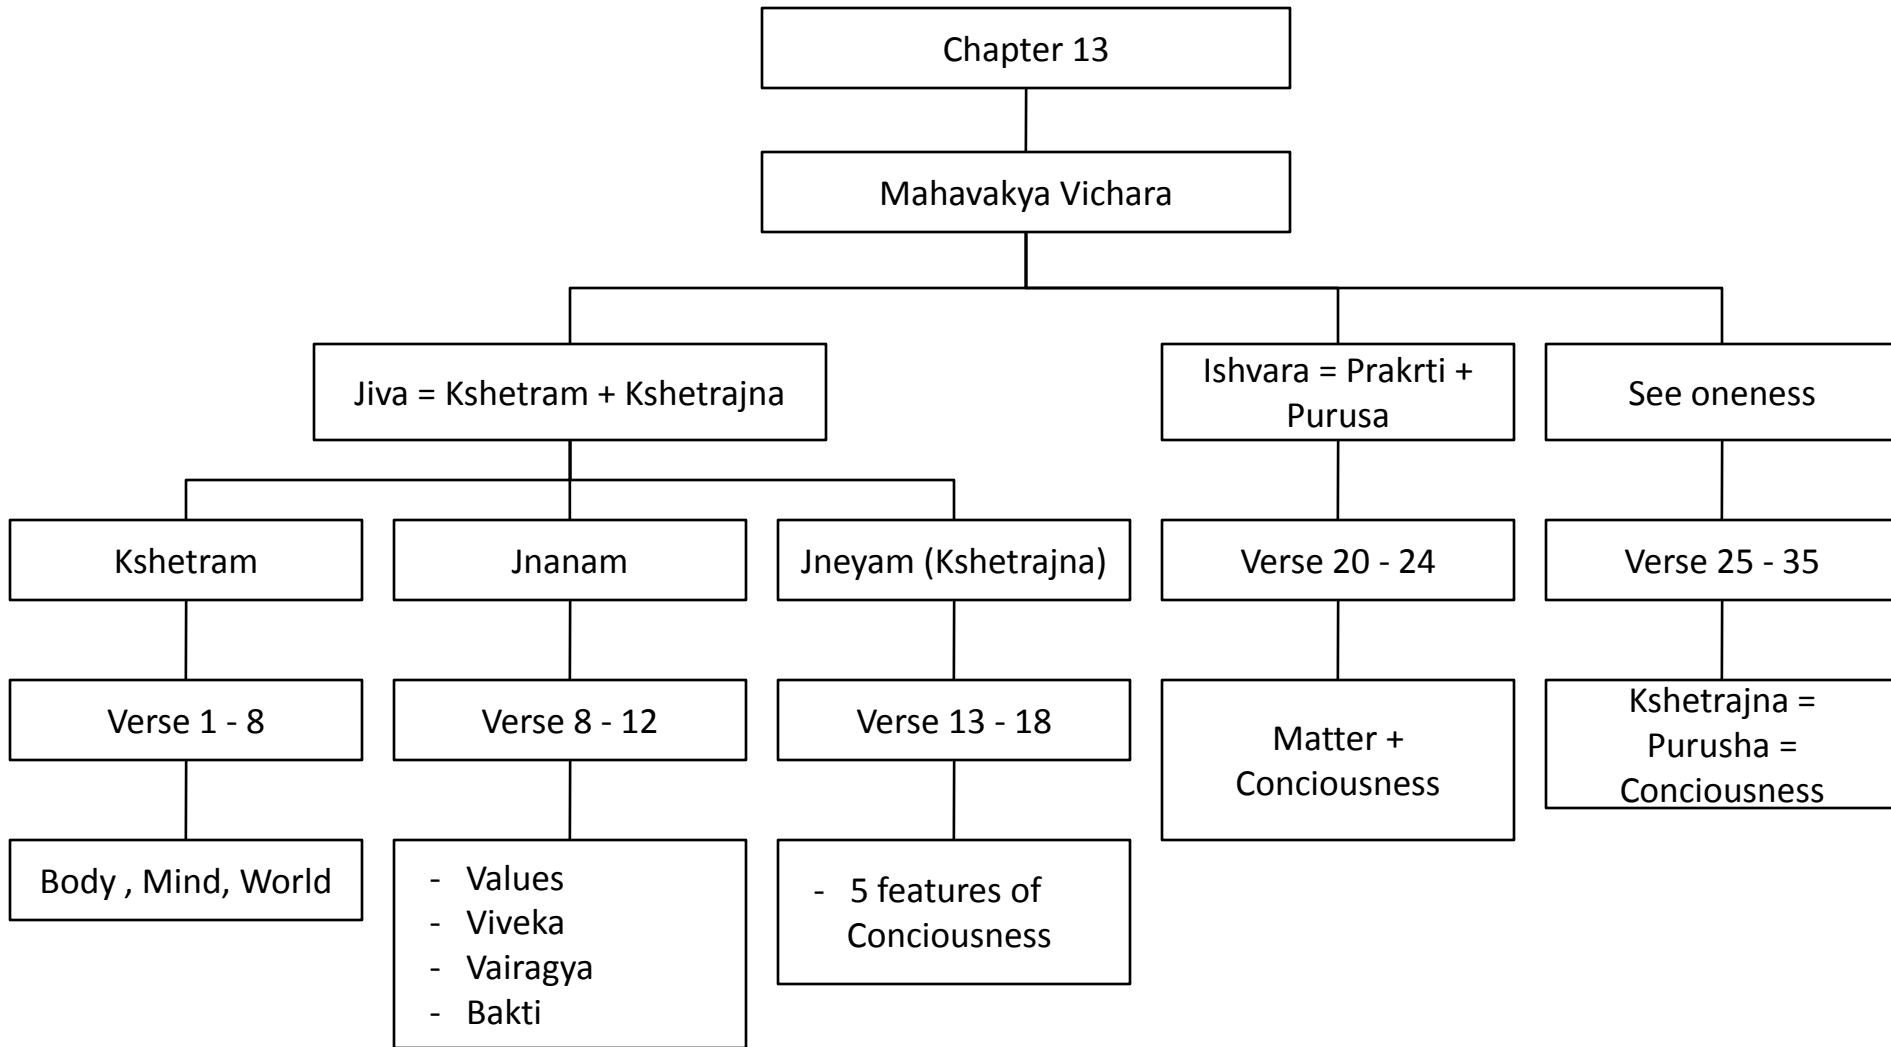 Chapter 13
Mahavakya Vichara
Jiva = Kshetram + Kshetrajna
Ishvara = Prakrti +
Purusa
See oneness
Kshetram
Jnanam
Jneyam (Kshetrajna)
Verse 20 - 24
Verse 25 - 35
Verse 1 - 8
Verse 8 - 12
Verse 13 - 18
Matter +
Conciousness
Kshetrajna =
Purusha =
Conciousness
Body , Mind, World
- Values
- Viveka
- Vairagya
- Bakti
- 5 features of
Conciousness